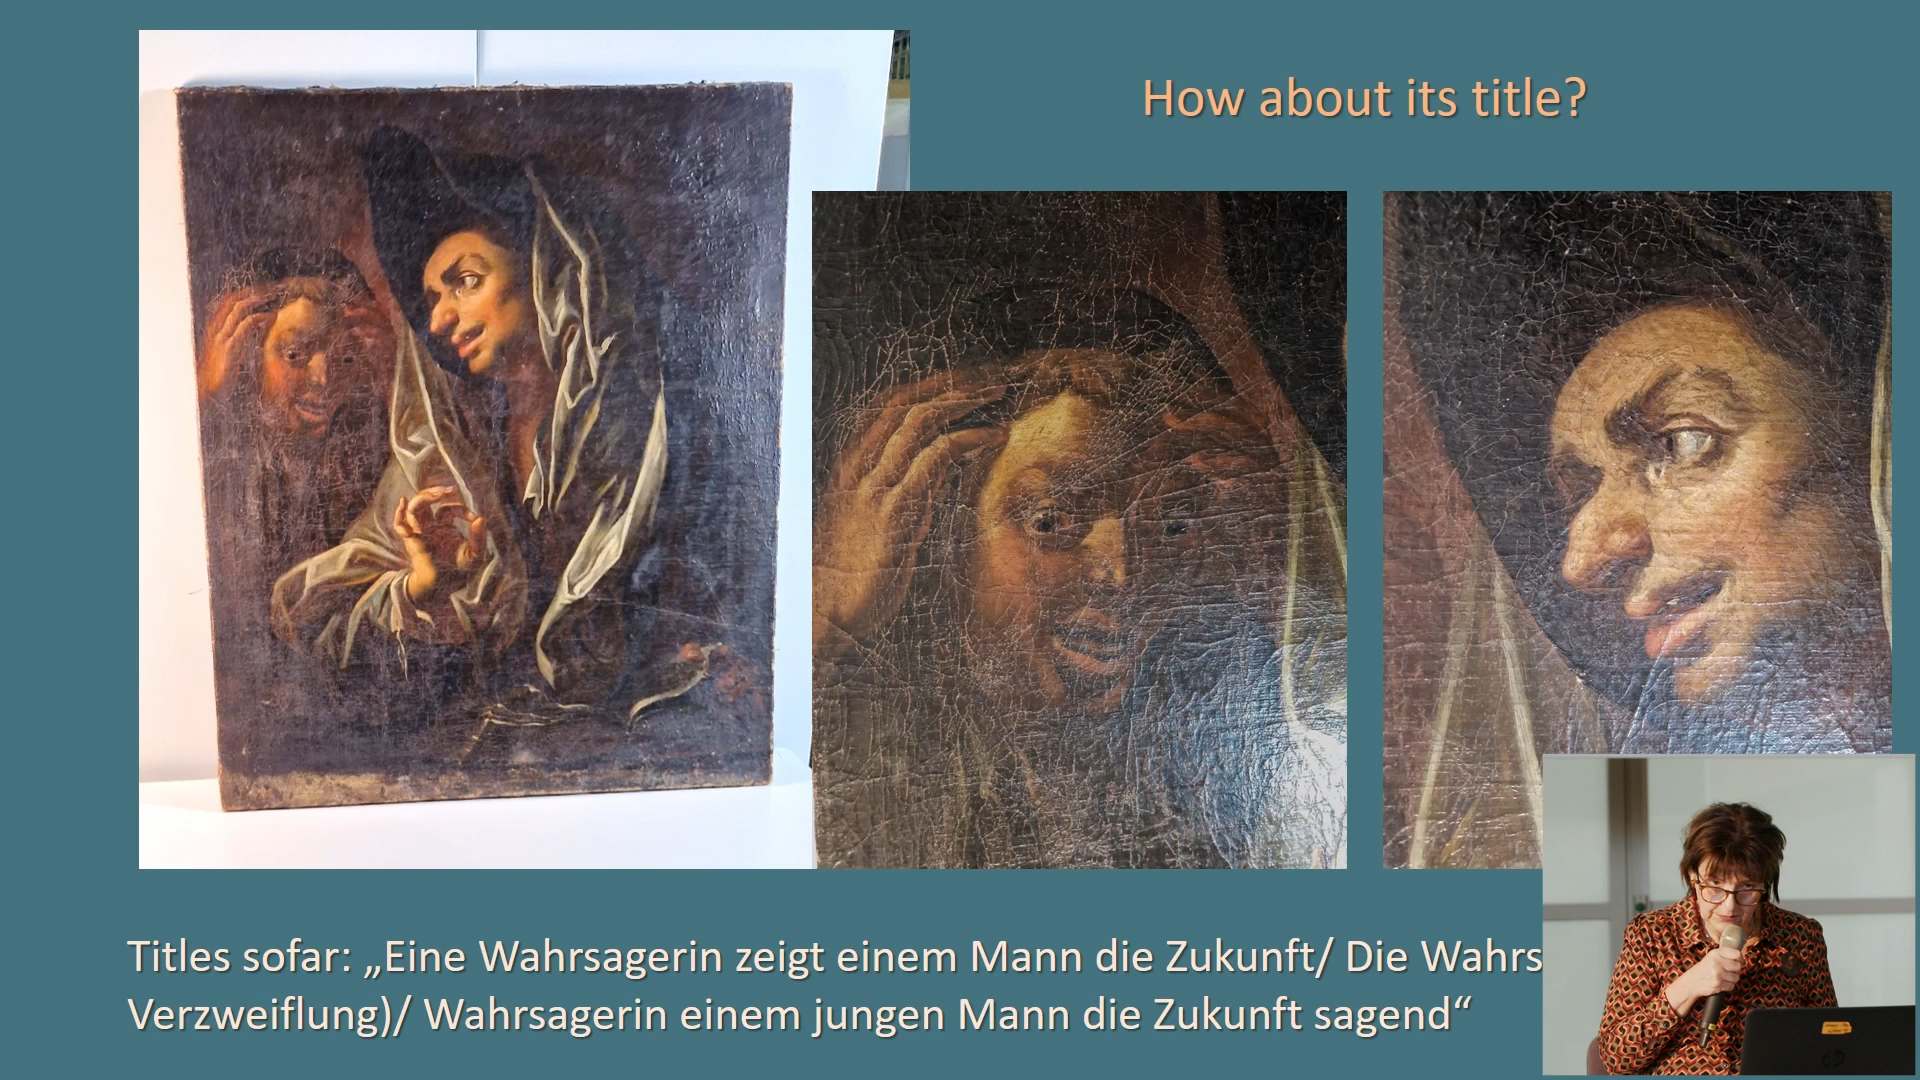 How about its title?
Titles sofar: „Eine Wahrsagerin zeigt einem Mann die Zukunft/ Die Wahrs
Verzweiflung)/ Wahrsagerin einem jungen Mann die Zukunft sagend“